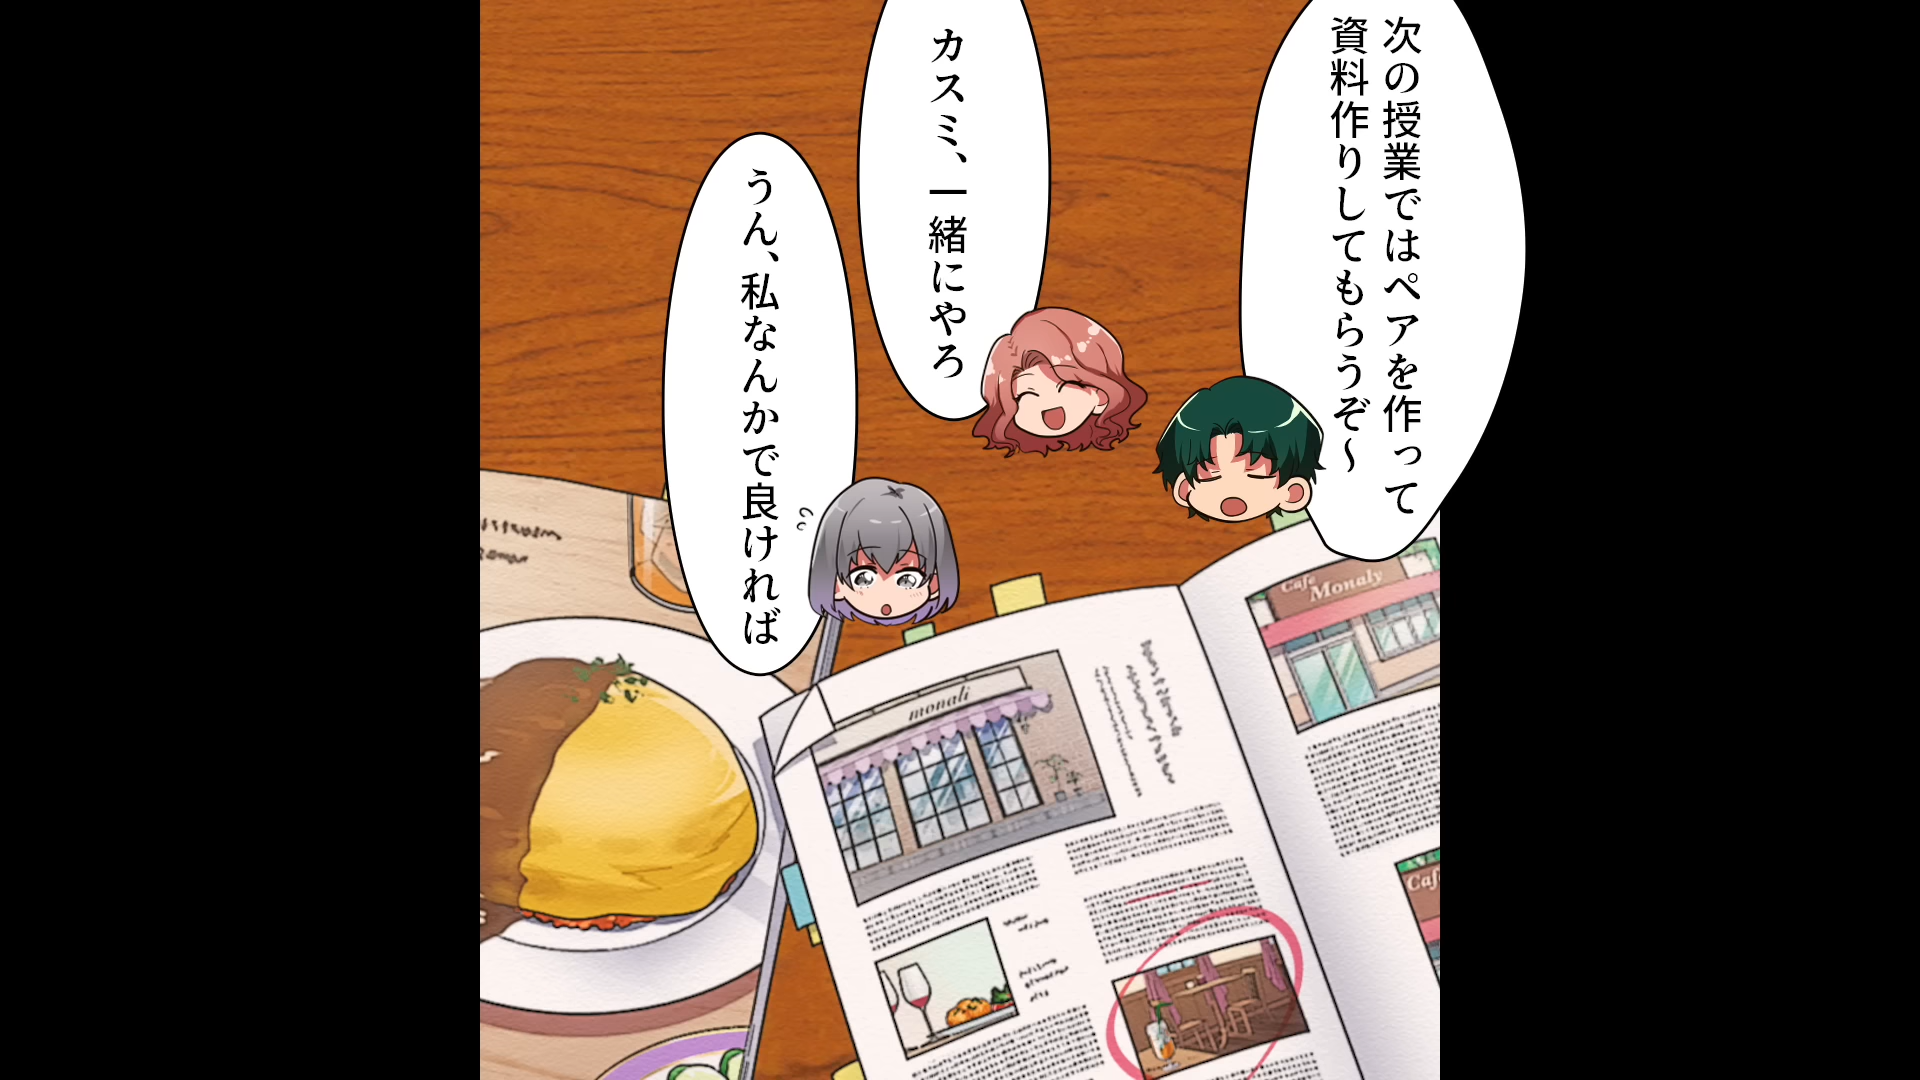 次の授業ではペアを作って
資料作りしてもらうぞ〜
カスミ、一緒にやろ
うん、私なんかで良ければ
monali
Cafe
Monaly